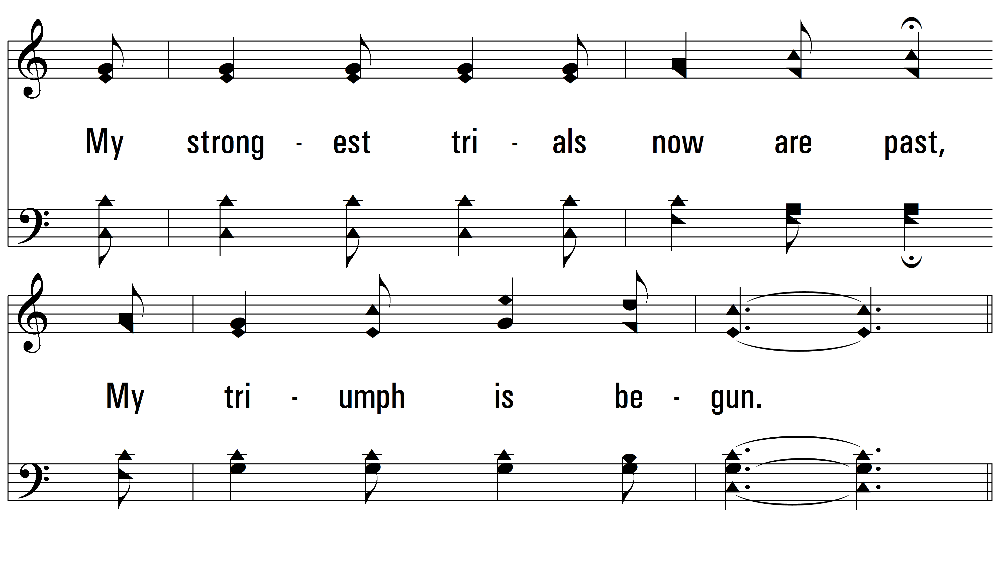 My strong - est tri - als now are past,
My tri - umph is be - gun.